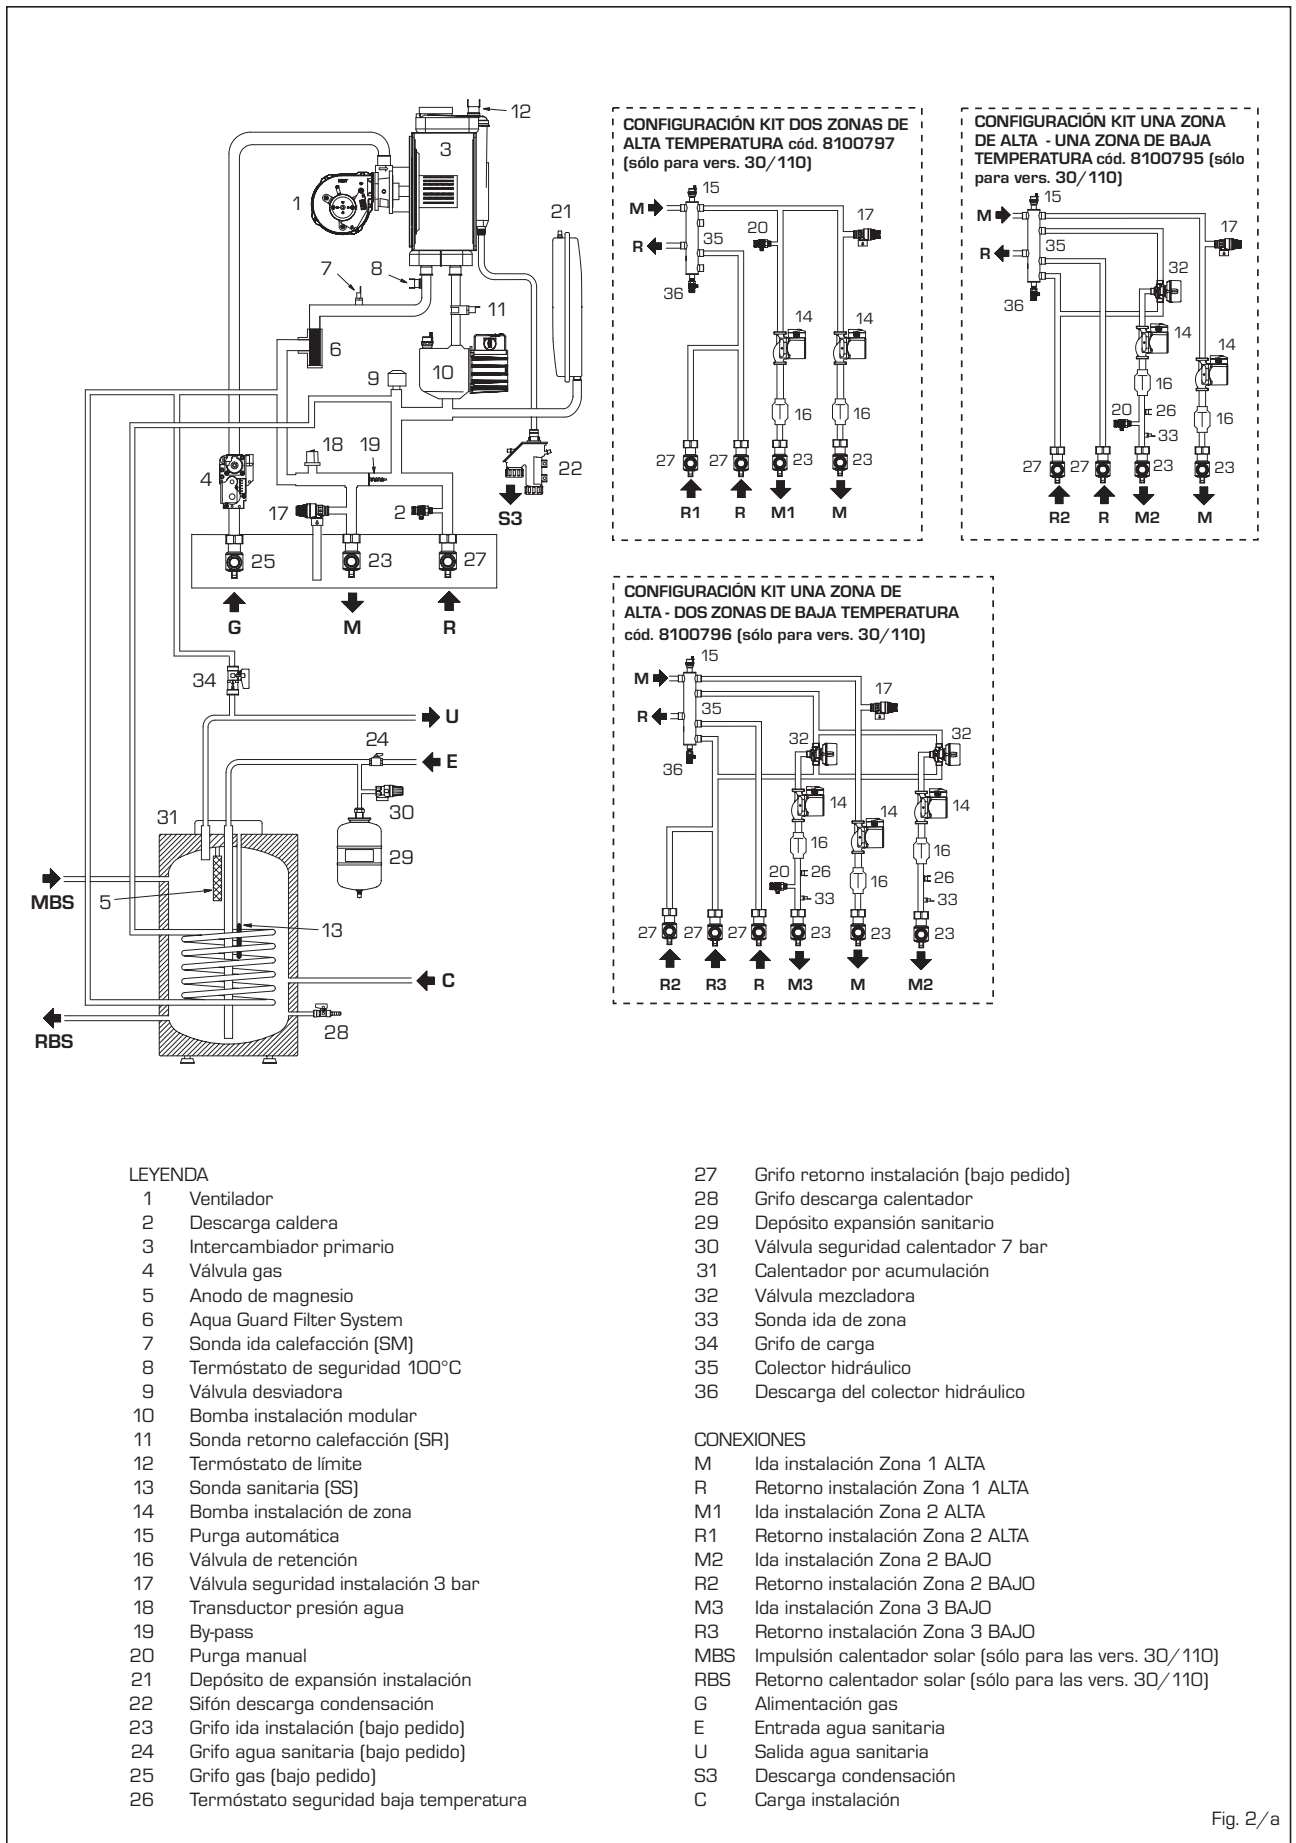 12
3
1
21
7
8
11
6
10
9
18
19
4
22
17
2
S3
25
23
27
G
M
R
34
U
24
E
31
30
29
MBS
5
13
C
RBS
28
CONFIGURACIÓN KIT DOS ZONAS DE
ALTA TEMPERATURA cód. 8100797
(sólo para vers. 30/110)
15
M
17
20
R
35
36
14
14
16
16
27
27
23
23
R1
R
M1
M
CONFIGURACIÓN KIT UNA ZONA
DE ALTA - UNA ZONA DE BAJA
TEMPERATURA cód. 8100795 (sólo
para vers. 30/110)
15
M
17
R
35
32
36
14
14
16
20
26
16
33
27
27
23
23
R2
R
M2
M
CONFIGURACIÓN KIT UNA ZONA DE
ALTA - DOS ZONAS DE BAJA TEMPERATURA
cód. 8100796 (sólo para vers. 30/110)
15
M
17
R
35
32
32
36
14
14
14
16
16
20
26
16
26
33
33
27
27
27
23
23
23
R2
R3
R
M3
M
M2
LEYENDA
1 Ventilador
2 Descarga caldera
3 Intercambiador primario
4 Válvula gas
5 Anodo de magnesio
6 Aqua Guard Filter System
7 Sonda ida calefacción (SM)
8 Termóstato de seguridad 100°C
9 Válvula desviadora
10 Bomba instalación modular
11 Sonda retorno calefacción (SR)
12 Termóstato de límite
13 Sonda sanitaria (SS)
14 Bomba instalación de zona
15 Purga automática
16 Válvula de retención
17 Válvula seguridad instalación 3 bar
18 Transductor presión agua
19 By-pass
20 Purga manual
21 Depósito de expansión instalación
22 Sifón descarga condensación
23 Grifo ida instalación (bajo pedido)
24 Grifo agua sanitaria (bajo pedido)
25 Grifo gas (bajo pedido)
26 Termóstato seguridad baja temperatura
27 Grifo retorno instalación (bajo pedido)
28 Grifo descarga calentador
29 Depósito expansión sanitario
30 Válvula seguridad calentador 7 bar
31 Calentador por acumulación
32 Válvula mezcladora
33 Sonda ida de zona
34 Grifo de carga
35 Colector hidráulico
36 Descarga del colector hidráulico
CONEXIONES
M Ida instalación Zona 1 ALTA
R Retorno instalación Zona 1 ALTA
M1 Ida instalación Zona 2 ALTA
R1 Retorno instalación Zona 2 ALTA
M2 Ida instalación Zona 2 BAJO
R2 Retorno instalación Zona 2 BAJO
M3 Ida instalación Zona 3 BAJO
R3 Retorno instalación Zona 3 BAJO
MBS Impulsión calentador solar (sólo para las vers. 30/110)
RBS Retorno calentador solar (sólo para las vers. 30/110)
G Alimentación gas
E Entrada agua sanitaria
U Salida agua sanitaria
S3 Descarga condensación
C Carga instalación
Fig. 2/a